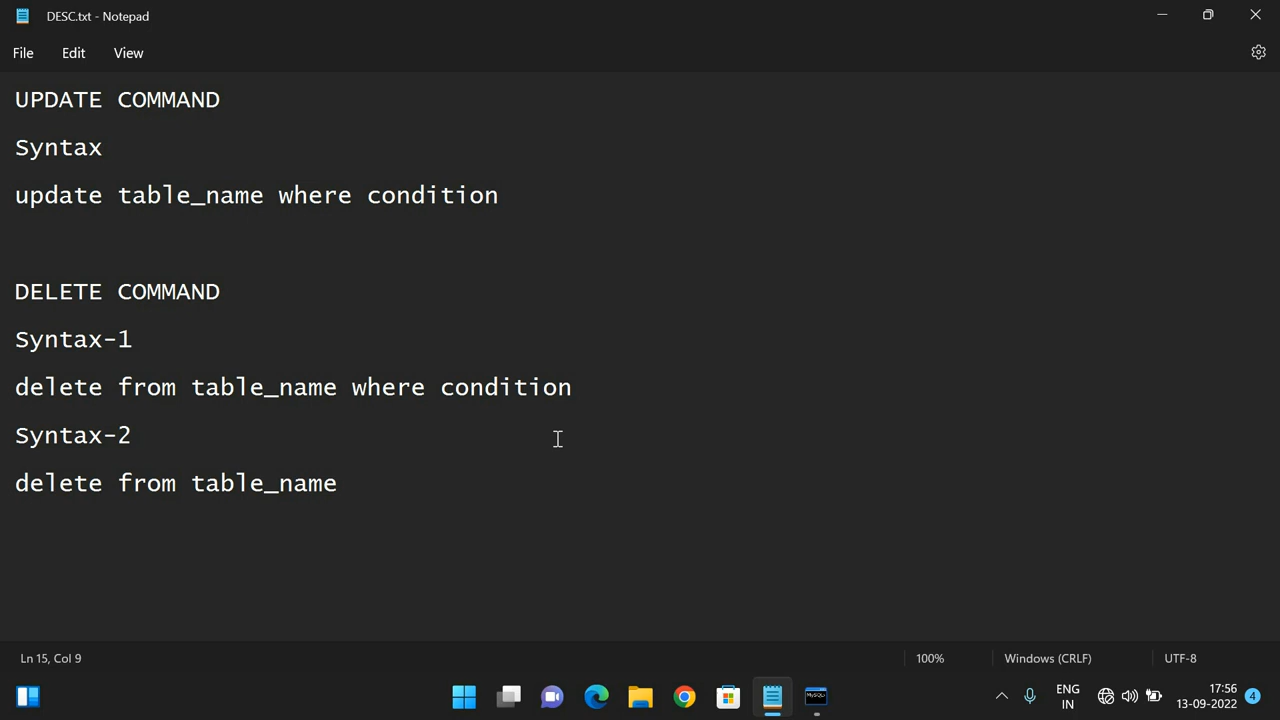 DESC.txt - Notepad
File Edit View
UPDATE COMMAND
Syntax
update table_name where condition
DELETE COMMAND
Syntax-1
delete from table_name where condition
Syntax-2
delete from table_name
Ln 15, Col 9 100% Windows (CRLF) UTF-8
MySQL
ENG
IN
17:56
13-09-2022
4